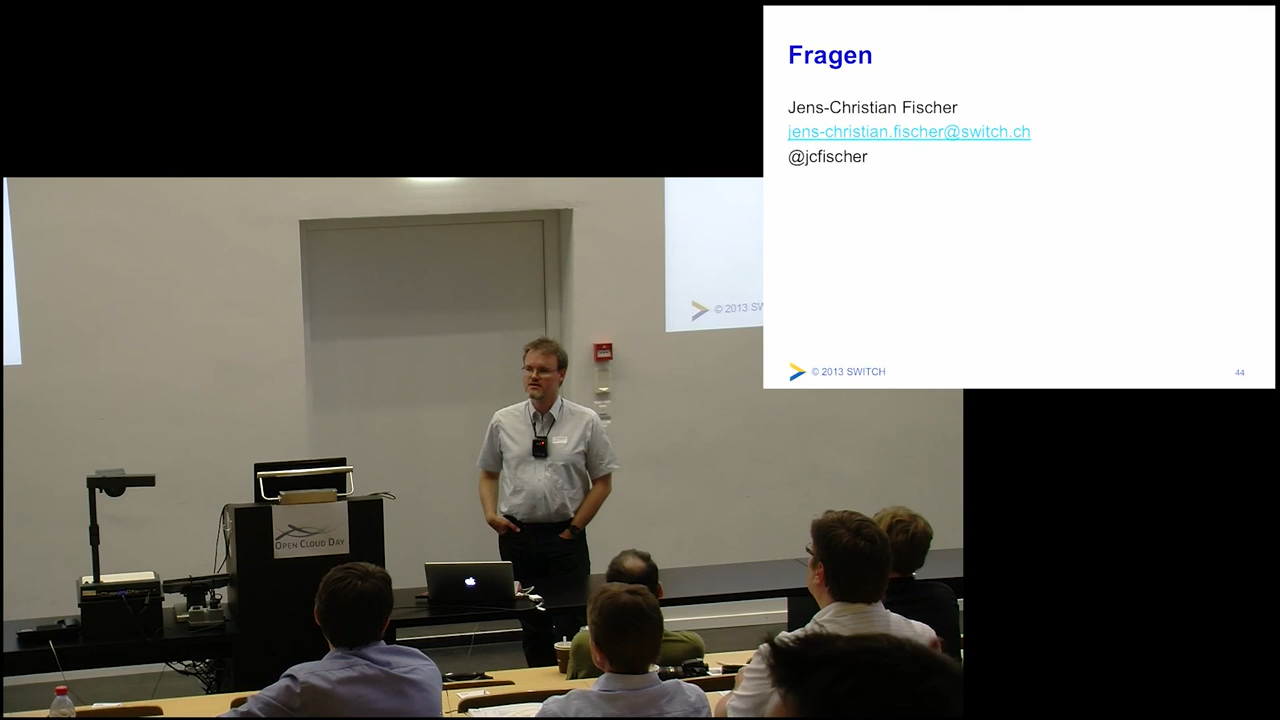 Fragen
Jens-Christian Fischer
jens-christian.fischer@switch.ch
@jcfischer
© 2013 SWITCH
44
© 2013 SW
OPEN CLOUD DAY